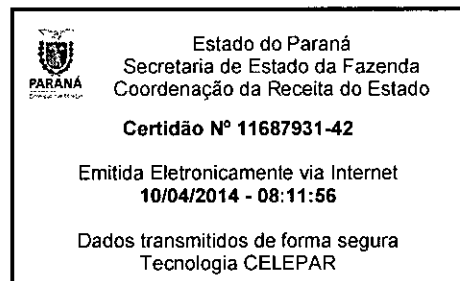 Estado do Paraná
Secretaria de Estado da Fazenda
PARANÁ
Coordenação da Receita do Estado
Certidão Nº 11687931-42
Emitida Eletronicamente via Internet
10/04/2014 - 08:11:56
Dados transmitidos de forma segura
Tecnologia CELEPAR